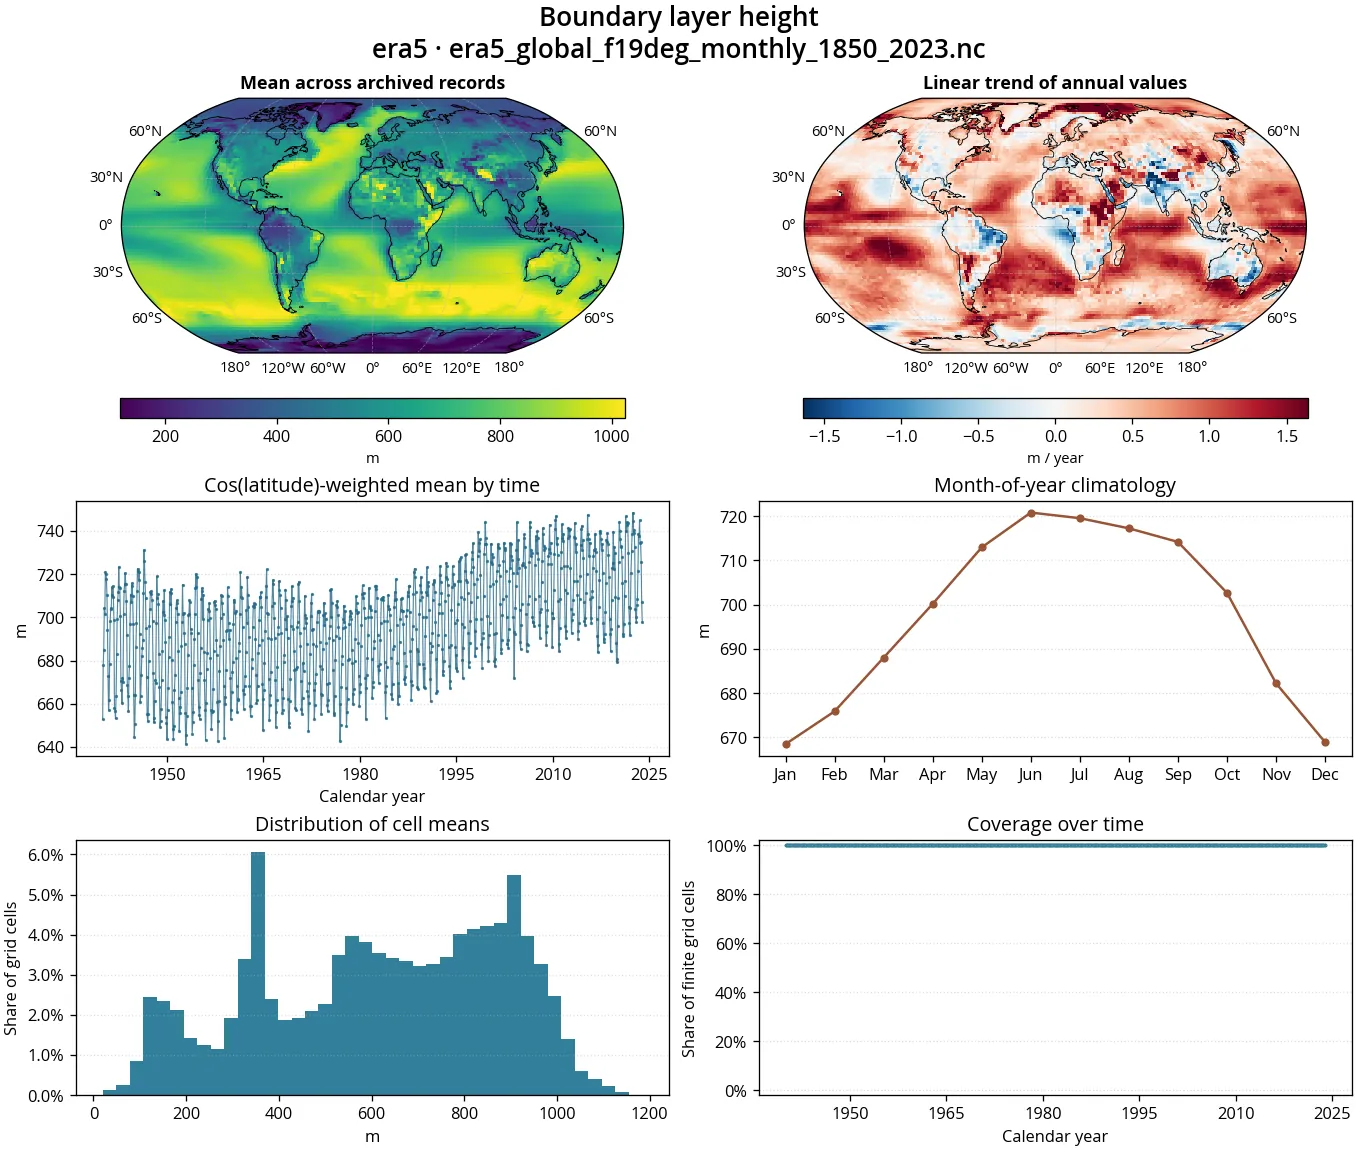 Boundary layer height
era5 · era5_global_f19deg_monthly_1850_2023.nc
Mean across archived records
60°N
60°N
30°N
30°N
0°
0°
30°S
30°S
60°S
60°S
180°
120°W
60°W
0°
60°E
120°E
180°
200
400
600
800
1000
m
Linear trend of annual values
60°N
60°N
30°N
30°N
0°
0°
30°S
30°S
60°S
60°S
180°
120°W
60°W
0°
60°E
120°E
180°
−1.5
−1.0
−0.5
0.0
0.5
1.0
1.5
m / year
Cos(latitude)-weighted mean by time
740
720
700
680
660
640
m
1950
1965
1980
1995
2010
2025
Calendar year
Month-of-year climatology
720
710
700
690
680
670
m
Jan
Feb
Mar
Apr
May
Jun
Jul
Aug
Sep
Oct
Nov
Dec
Distribution of cell means
6.0%
5.0%
4.0%
3.0%
2.0%
1.0%
0.0%
Share of grid cells
0
200
400
600
800
1000
1200
m
Coverage over time
100%
80%
60%
40%
20%
0%
Share of finite grid cells
1950
1965
1980
1995
2010
2025
Calendar year